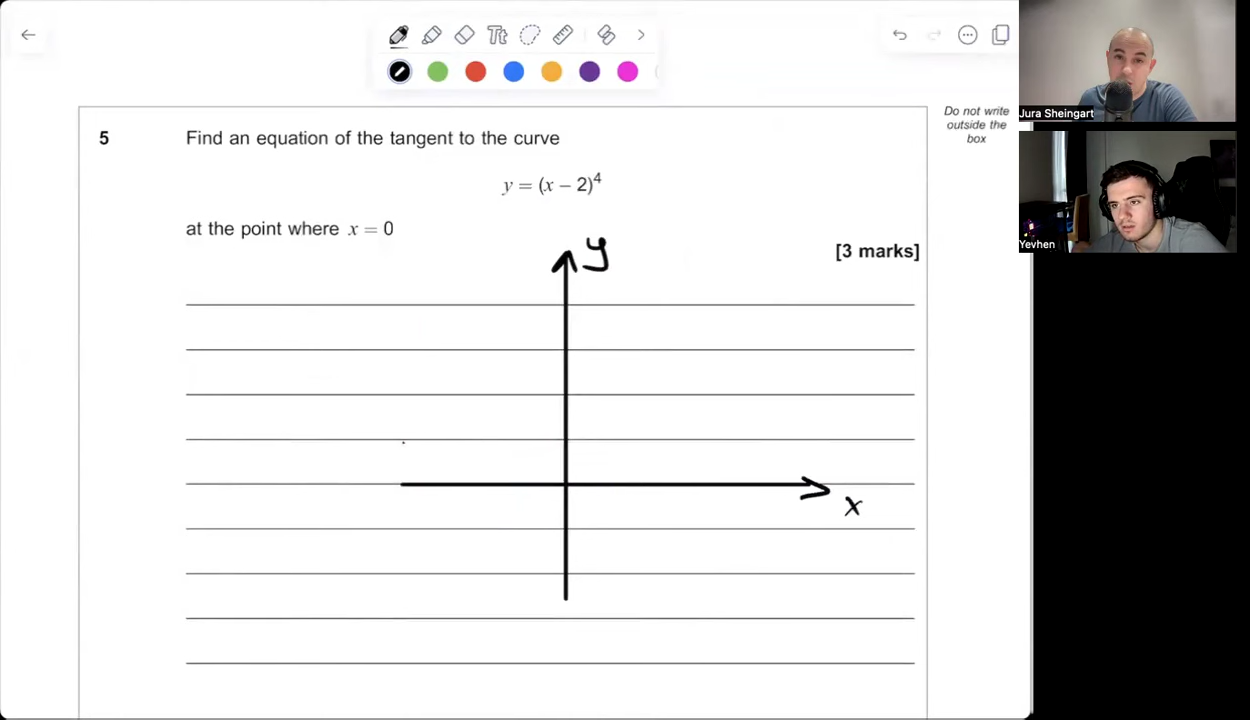 Tt
5 Find an equation of the tangent to the curve
y = (x – 2)⁴
at the point where x = 0
[3 marks]
Do not write
outside the
box
y
x
Jura Sheingart
Yevhen